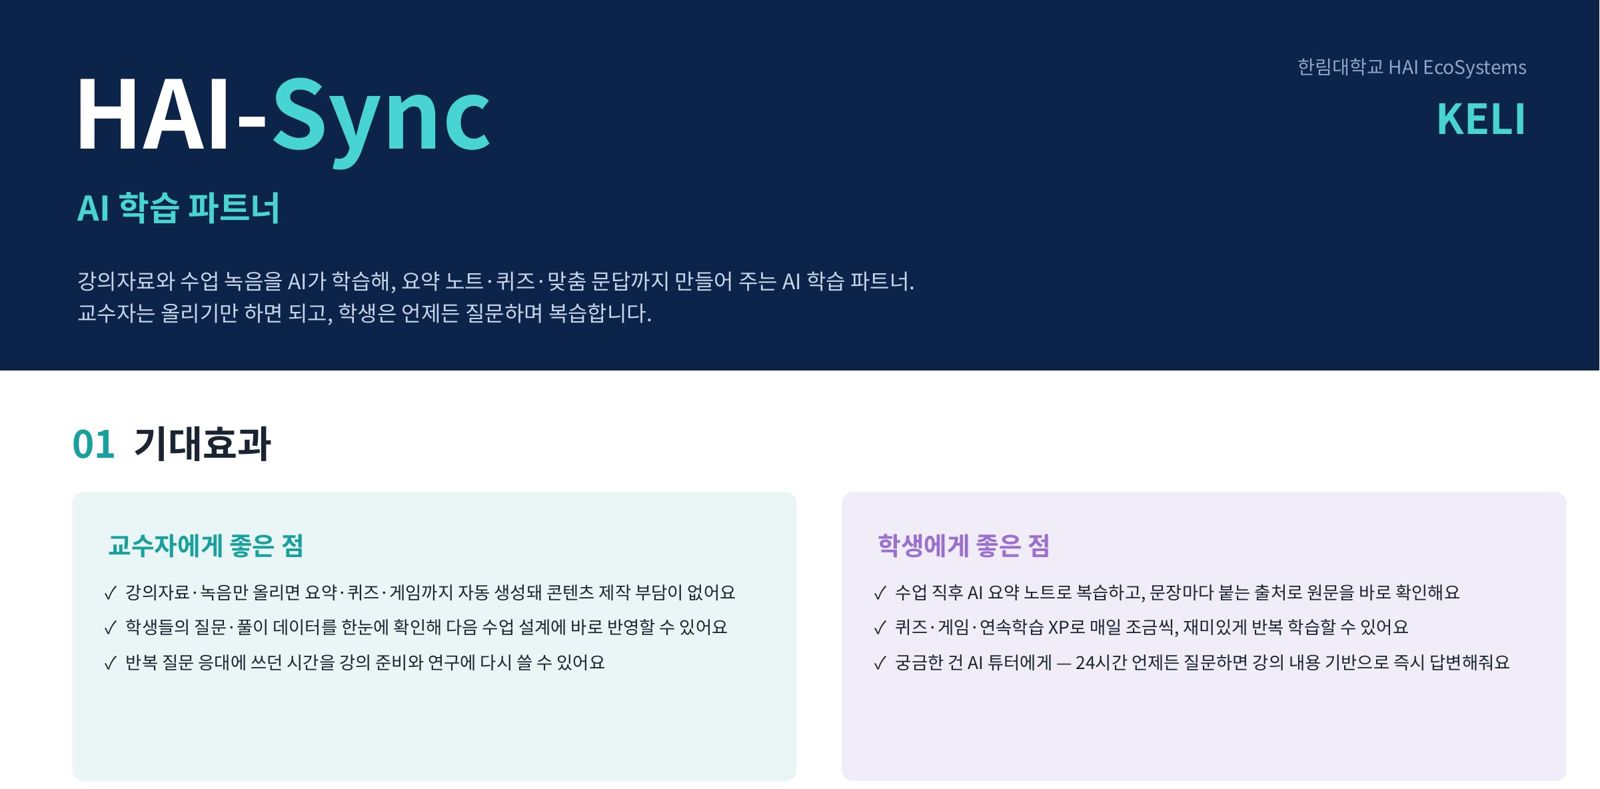 HAI-Sync
한림대학교 HAI EcoSystems
KELI
AI 학습 파트너
강의자료와 수업 녹음을 AI가 학습해, 요약 노트·퀴즈·맞춤 문답까지 만들어 주는 AI 학습 파트너.
교수자는 올리기만 하면 되고, 학생은 언제든 질문하며 복습합니다.
01 기대효과
교수자에게 좋은 점
✓ 강의자료·녹음만 올리면 요약·퀴즈·게임까지 자동 생성돼 콘텐츠 제작 부담이 없어요
✓ 학생들의 질문·풀이 데이터를 한눈에 확인해 다음 수업 설계에 바로 반영할 수 있어요
✓ 반복 질문 응대에 쓰던 시간을 강의 준비와 연구에 다시 쓸 수 있어요
학생에게 좋은 점
✓ 수업 직후 AI 요약 노트로 복습하고, 문장마다 붙는 출처로 원문을 바로 확인해요
✓ 퀴즈·게임·연속학습 XP로 매일 조금씩, 재미있게 반복 학습할 수 있어요
✓ 궁금한 건 AI 튜터에게 — 24시간 언제든 질문하면 강의 내용 기반으로 즉시 답변해줘요